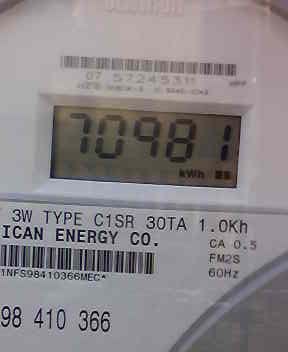 07 57245311
70981
kWh
3W TYPE C1SR 30TA 1.0Kh
ICAN ENERGY CO.
CA 0.5
FM2S
60Hz
1NFS98410366MEC*
98 410 366